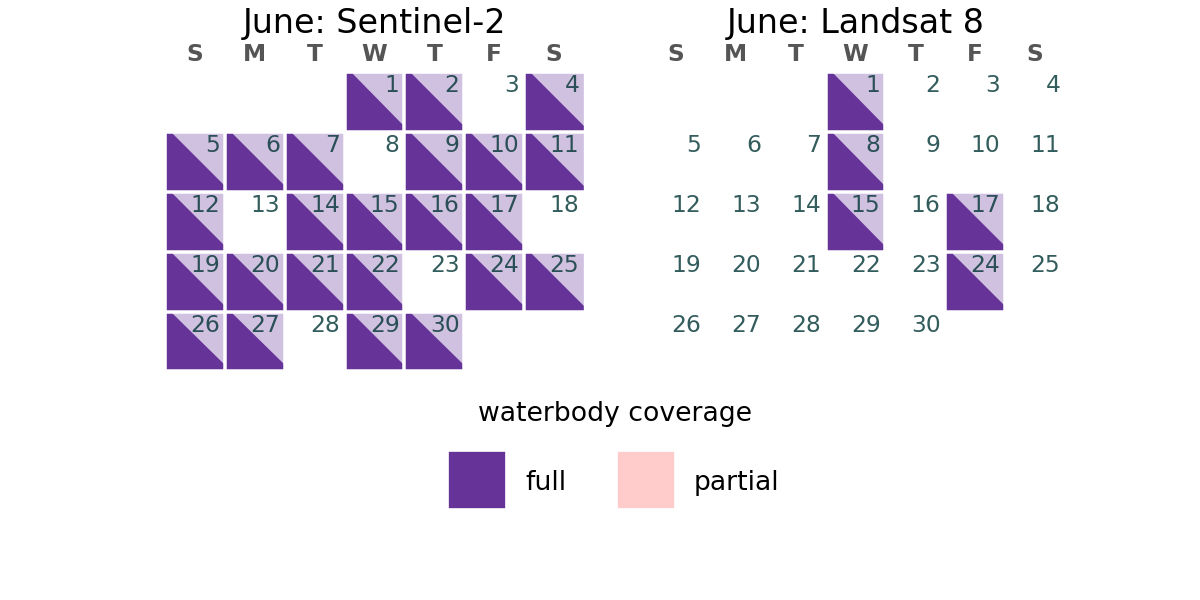 June: Sentinel-2
S M T W T F S
1 2 3 4
5 6 7 8 9 10 11
12 13 14 15 16 17 18
19 20 21 22 23 24 25
26 27 28 29 30
June: Landsat 8
S M T W T F S
1 2 3 4
5 6 7 8 9 10 11
12 13 14 15 16 17 18
19 20 21 22 23 24 25
26 27 28 29 30
waterbody coverage
full partial